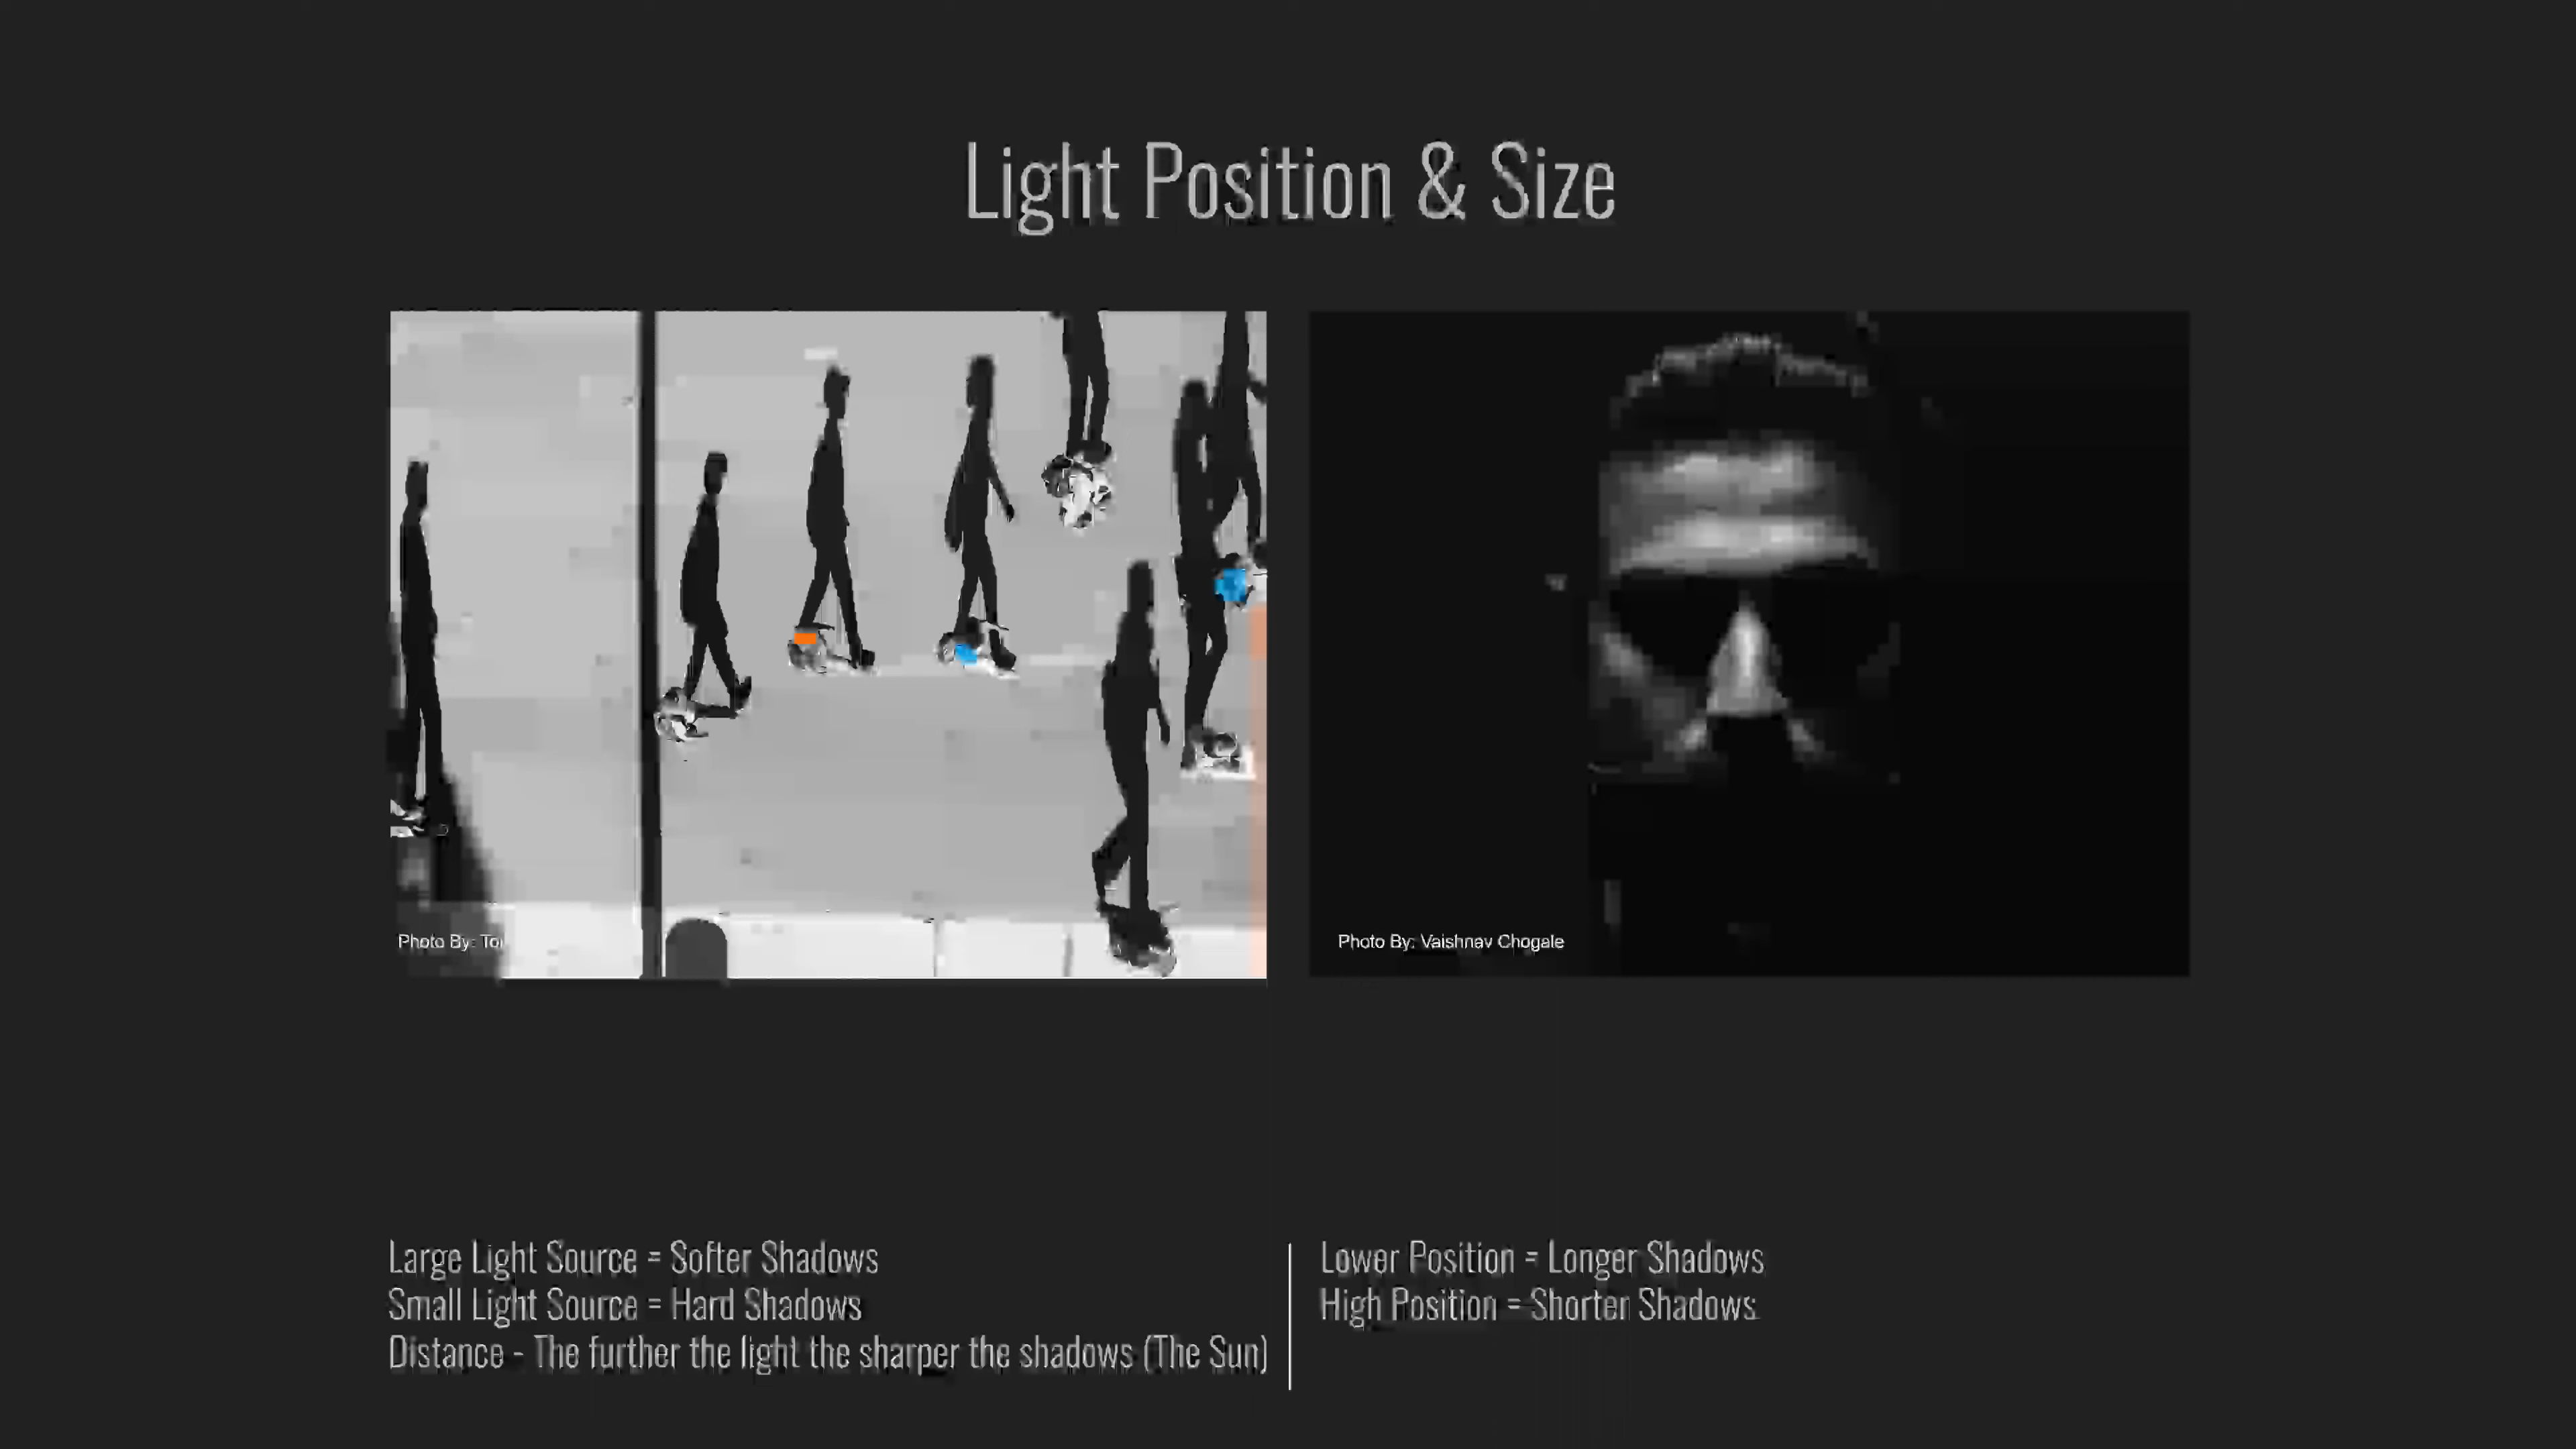 Light Position & Size
Photo By:
Photo By: Vaishnav Chogale
Large Light Source = Softer Shadows
Small Light Source = Hard Shadows
Distance - The further the light the sharper the shadows (The Sun)
Lower Position = Longer Shadows
High Position = Shorter Shadows